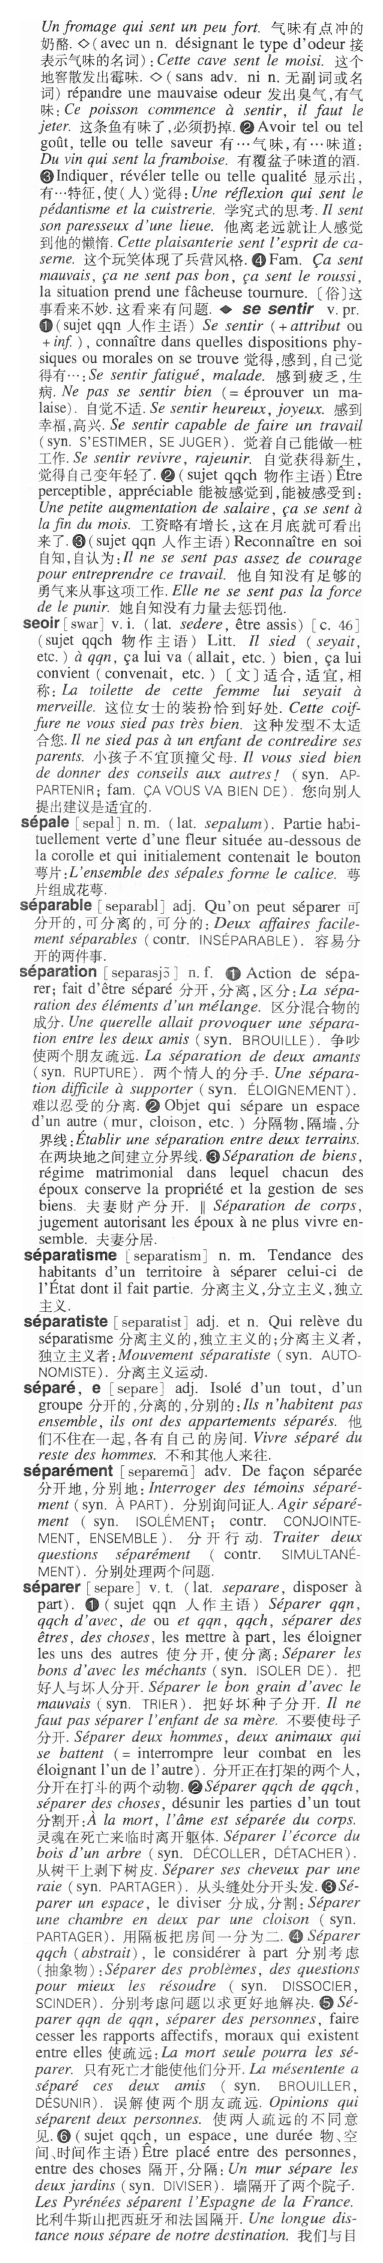 Un fromage qui sent un peu fort. 气味有点冲的
奶酪. ◇(avec un n. désignant le type d'odeur 接
表示气味的名词): Cette cave sent le moisi. 这个
地窖散发出霉味. ◇(sans adv. ni n. 无副词或名
词) répandre une mauvaise odeur 发出臭气,有气
味: Ce poisson commence à sentir, il faut le
jeter. 这条鱼有味了,必须扔掉. ❷ Avoir tel ou tel
goût, telle ou telle saveur 有…气味,有…味道:
Du vin qui sent la framboise. 有覆盆子味道的酒.
❸ Indiquer, révéler telle ou telle qualité 显示出,
有…特征,使(人)觉得: Une réflexion qui sent le
pédantisme et la cuistrerie. 学究式的思考. Il sent
son paresseux d'une lieue. 他离老远就让人感觉
到他的懒惰. Cette plaisanterie sent l'esprit de ca-
serne. 这个玩笑体现了兵营风格. ❹ Fam. Ça sent
mauvais, ça ne sent pas bon, ça sent le roussi,
la situation prend une fâcheuse tournure. 〔俗〕这
事看来不妙.这看来有问题. ◆ se sentir v. pr.
❶(sujet qqn 人作主语) Se sentir (+attribut ou
+inf.), connaître dans quelles dispositions phy-
siques ou morales on se trouve 觉得,感到,自己觉
得有…: Se sentir fatigué, malade. 感到疲乏,生
病. Ne pas se sentir bien (= éprouver un ma-
laise). 自觉不适. Se sentir heureux, joyeux. 感到
幸福,高兴. Se sentir capable de faire un travail
(syn. S'ESTIMER, SE JUGER). 觉着自己能做一桩
工作. Se sentir revivre, rajeunir. 自觉获得新生,
觉得自己变年轻了. ❷(sujet qqch 物作主语) Être
perceptible, appréciable 能被感觉到,能被感受到:
Une petite augmentation de salaire, ça se sent à
la fin du mois. 工资略有增长,这在月底就可看出
来了. ❸(sujet qqn 人作主语) Reconnaître en soi
自知,自认为: Il ne se sent pas assez de courage
pour entreprendre ce travail. 他自知没有足够的
勇气来从事这项工作. Elle ne se sent pas la force
de le punir. 她自知没有力量去惩罚他.
seoir [swar] v. i. (lat. sedere, être assis) [c. 46]
(sujet qqch 物作主语) Litt. Il sied (seyait,
etc.) à qqn, ça lui va (allait, etc.) bien, ça lui
convient (convenait, etc.) 〔文〕适合,适宜,相
称: La toilette de cette femme lui seyait à
merveille. 这位女士的装扮恰到好处. Cette coif-
fure ne vous sied pas très bien. 这种发型不太适
合您. Il ne sied pas à un enfant de contredire ses
parents. 小孩子不宜顶撞父母. Il vous sied bien
de donner des conseils aux autres! (syn. AP-
PARTENIR; fam. ÇA VOUS VA BIEN DE). 您向别人
提出建议是适宜的.
sépale [sepal] n. m. (lat. sepalum). Partie habi-
tuellement verte d'une fleur située au-dessous de
la corolle et qui initialement contenait le bouton
萼片: L'ensemble des sépales forme le calice. 萼
片组成花萼.
séparable [separabl] adj. Qu'on peut séparer 可
分开的,可分离的,可分的: Deux affaires facile-
ment séparables (contr. INSÉPARABLE). 容易分
开的两件事.
séparation [separasjɔ̃] n. f. ❶ Action de sépa-
rer; fait d'être séparé 分开,分离,区分: La sépa-
ration des éléments d'un mélange. 区分混合物的
成分. Une querelle allait provoquer une sépara-
tion entre les deux amis (syn. BROUILLE). 争吵
使两个朋友疏远. La séparation de deux amants
(syn. RUPTURE). 两个情人的分手. Une sépara-
tion difficile à supporter (syn. ÉLOIGNEMENT).
难以忍受的分离. ❷ Objet qui sépare un espace
d'un autre (mur, cloison, etc.) 分隔物,隔墙,分
界线: Établir une séparation entre deux terrains.
在两块地之间建立分界线. ❸ Séparation de biens,
régime matrimonial dans lequel chacun des
époux conserve la propriété et la gestion de ses
biens. 夫妻财产分开. ‖ Séparation de corps,
jugement autorisant les époux à ne plus vivre en-
semble. 夫妻分居.
séparatisme [separatism] n. m. Tendance des
habitants d'un territoire à séparer celui-ci de
l'État dont il fait partie. 分离主义,分立主义,独立
主义.
séparatiste [separatist] adj. et n. Qui relève du
séparatisme 分离主义的,独立主义的;分离主义者,
独立主义者: Mouvement séparatiste (syn. AUTO-
NOMISTE). 分离主义运动.
séparé, e [separe] adj. Isolé d'un tout, d'un
groupe 分开的,分离的,分别的: Ils n'habitent pas
ensemble, ils ont des appartements séparés. 他
们不住在一起,各有自己的房间. Vivre séparé du
reste des hommes. 不和其他人来往.
séparément [separemɑ̃] adv. De façon séparée
分开地,分别地: Interroger des témoins séparé-
ment (syn. À PART). 分别询问证人. Agir séparé-
ment ( syn. ISOLÉMENT; contr. CONJOINTE-
MENT, ENSEMBLE). 分开行动. Traiter deux
questions séparément ( contr. SIMULTANÉ-
MENT). 分别处理两个问题.
séparer [separe] v. t. (lat. separare, disposer à
part). ❶ (sujet qqn 人作主语) Séparer qqn,
qqch d'avec, de ou et qqn, qqch, séparer des
êtres, des choses, les mettre à part, les éloigner
les uns des autres 使分开,使分离: Séparer les
bons d'avec les méchants (syn. ISOLER DE). 把
好人与坏人分开. Séparer le bon grain d'avec le
mauvais (syn. TRIER). 把好坏种子分开. Il ne
faut pas séparer l'enfant de sa mère. 不要使母子
分开. Séparer deux hommes, deux animaux qui
se battent (= interrompre leur combat en les
éloignant l'un de l'autre). 分开正在打架的两个人,
分开在打斗的两个动物. ❷ Séparer qqch de qqch,
séparer des choses, désunir les parties d'un tout
分割开: À la mort, l'âme est séparée du corps.
灵魂在死亡来临时离开躯体. Séparer l'écorce du
bois d'un arbre (syn. DÉCOLLER, DÉTACHER).
从树干上剥下树皮. Séparer ses cheveux par une
raie (syn. PARTAGER). 从头缝处分开头发. ❸ Sé-
parer un espace, le diviser 分成,分割: Séparer
une chambre en deux par une cloison (syn.
PARTAGER). 用隔板把房间一分为二. ❹ Séparer
qqch (abstrait), le considérer à part 分别考虑
(抽象物): Séparer des problèmes, des questions
pour mieux les résoudre ( syn. DISSOCIER,
SCINDER). 分别考虑问题以求更好地解决. ❺ Sé-
parer qqn de qqn, séparer des personnes, faire
cesser les rapports affectifs, moraux qui existent
entre elles 使疏远: La mort seule pourra les sé-
parer. 只有死亡才能使他们分开. La mésentente a
séparé ces deux amis ( syn. BROUILLER,
DÉSUNIR). 误解使两个朋友疏远. Opinions qui
séparent deux personnes. 使两人疏远的不同意
见. ❻ (sujet qqch, un espace, une durée 物、空
间、时间作主语) Être placé entre des personnes,
entre des choses 隔开,分隔: Un mur sépare les
deux jardins (syn. DIVISER). 墙隔开了两个院子.
Les Pyrénées séparent l'Espagne de la France.
比利牛斯山把西班牙和法国隔开. Une longue dis-
tance nous sépare de notre destination. 我们与目